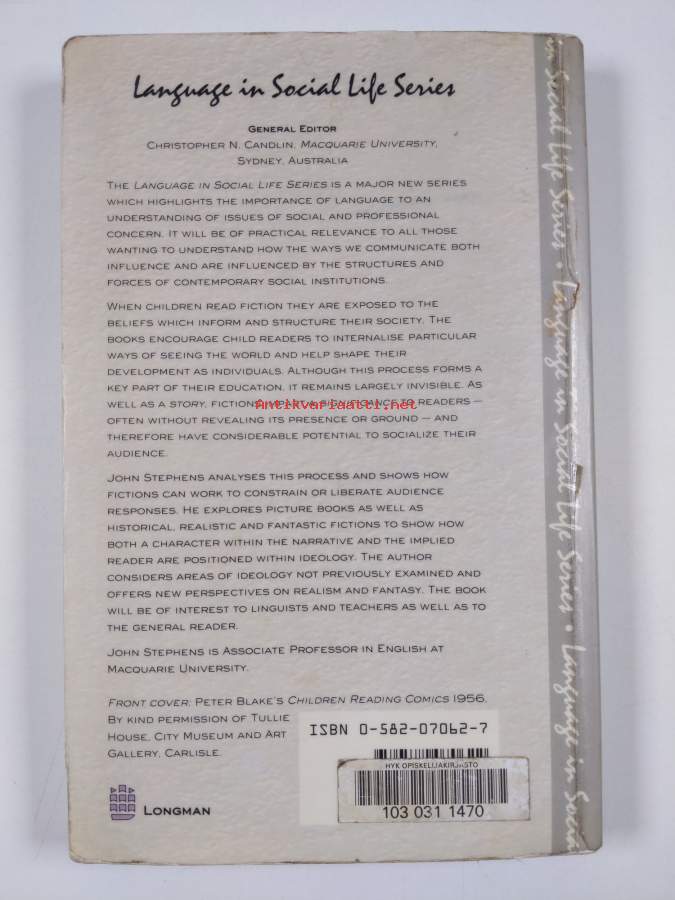 Language in Social Life Series
GENERAL EDITOR
CHRISTOPHER N. CANDLIN, MACQUARIE UNIVERSITY,
SYDNEY, AUSTRALIA
THE LANGUAGE IN SOCIAL LIFE SERIES IS A MAJOR NEW SERIES
WHICH HIGHLIGHTS THE IMPORTANCE OF LANGUAGE TO AN
UNDERSTANDING OF ISSUES OF SOCIAL AND PROFESSIONAL
CONCERN. IT WILL BE OF PRACTICAL RELEVANCE TO ALL THOSE
WANTING TO UNDERSTAND HOW THE WAYS WE COMMUNICATE BOTH
INFLUENCE AND ARE INFLUENCED BY THE STRUCTURES AND
FORCES OF CONTEMPORARY SOCIAL INSTITUTIONS.
WHEN CHILDREN READ FICTION THEY ARE EXPOSED TO THE
BELIEFS WHICH INFORM AND STRUCTURE THEIR SOCIETY. THE
BOOKS ENCOURAGE CHILD READERS TO INTERNALISE PARTICULAR
WAYS OF SEEING THE WORLD AND HELP SHAPE THEIR
DEVELOPMENT AS INDIVIDUALS. ALTHOUGH THIS PROCESS FORMS A
KEY PART OF THEIR EDUCATION, IT REMAINS LARGELY INVISIBLE. AS
WELL AS A STORY, FICTIONS IMPART A SIGNIFICANCE TO READERS —
Antikvariaatti.net
OFTEN WITHOUT REVEALING ITS PRESENCE OR GROUND — AND
THEREFORE HAVE CONSIDERABLE POTENTIAL TO SOCIALIZE THEIR
AUDIENCE.
JOHN STEPHENS ANALYSES THIS PROCESS AND SHOWS HOW
FICTIONS CAN WORK TO CONSTRAIN OR LIBERATE AUDIENCE
RESPONSES. HE EXPLORES PICTURE BOOKS AS WELL AS
HISTORICAL, REALISTIC AND FANTASTIC FICTIONS TO SHOW HOW
BOTH A CHARACTER WITHIN THE NARRATIVE AND THE IMPLIED
READER ARE POSITIONED WITHIN IDEOLOGY. THE AUTHOR
CONSIDERS AREAS OF IDEOLOGY NOT PREVIOUSLY EXAMINED AND
OFFERS NEW PERSPECTIVES ON REALISM AND FANTASY. THE BOOK
WILL BE OF INTEREST TO LINGUISTS AND TEACHERS AS WELL AS TO
THE GENERAL READER.
JOHN STEPHENS IS ASSOCIATE PROFESSOR IN ENGLISH AT
MACQUARIE UNIVERSITY.
FRONT COVER: PETER BLAKE'S CHILDREN READING COMICS 1956.
BY KIND PERMISSION OF TULLIE
HOUSE, CITY MUSEUM AND ART
GALLERY, CARLISLE.
LONGMAN
ISBN 0-582-07062-7
HYK OPISKELIJAKIRJASTO
103 031 1470
in Social Life Series • Language in Social Life Series • Language in Social